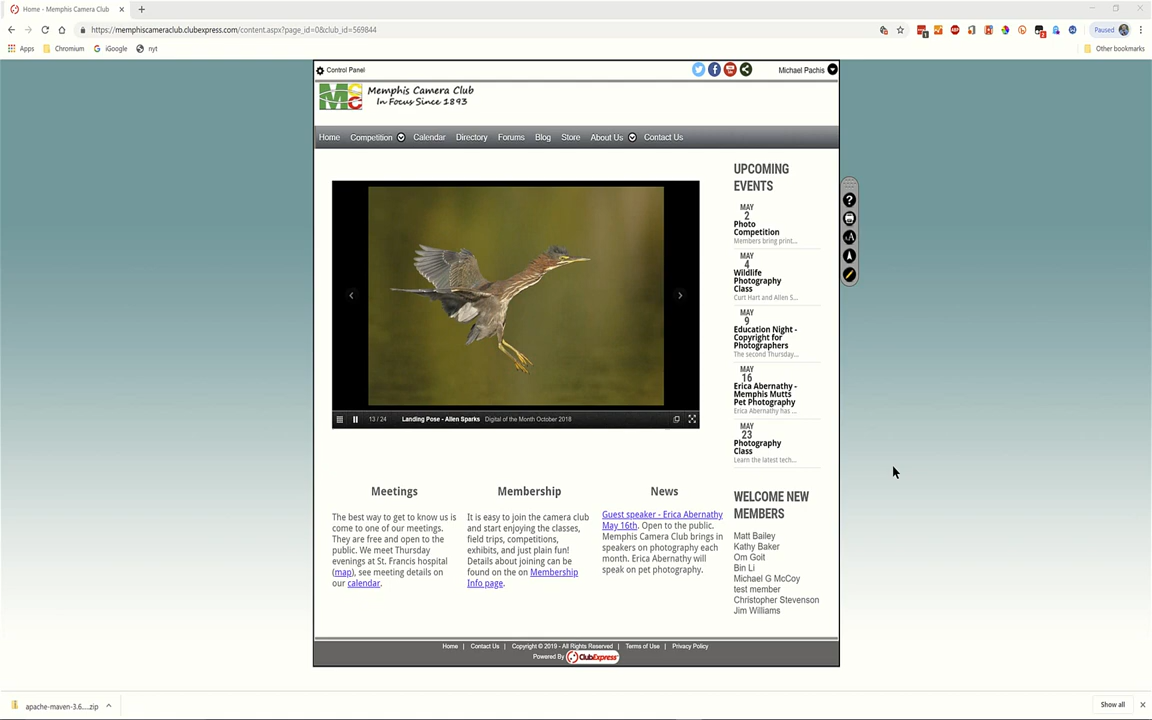 Home - Memphis Camera Club
https://memphiscameraclub.clubexpress.com/content.aspx?page_id=0&club_id=569844
Paused
Apps
Chromium
iGoogle
nyt
Other bookmarks
Control Panel
Michael Pachis
Memphis Camera Club
In Focus Since 1893
Home
Competition
Calendar
Directory
Forums
Blog
Store
About Us
Contact Us
13 / 24
Landing Pose - Allen Sparks
Digital of the Month October 2018
UPCOMING
EVENTS
MAY
2
Photo
Competition
Members bring print...
MAY
4
Wildlife
Photography
Class
Curt Hart and Allen S...
MAY
9
Education Night -
Copyright for
Photographers
The second Thursday...
MAY
16
Erica Abernathy -
Memphis Mutts
Pet Photography
Erica Abernathy has ...
MAY
23
Photography
Class
Learn the latest tech...
Meetings
The best way to get to know us is
come to one of our meetings.
They are free and open to the
public. We meet Thursday
evenings at St. Francis hospital
(map), see meeting details on
our calendar.
Membership
It is easy to join the camera club
and start enjoying the classes,
field trips, competitions,
exhibits, and just plain fun!
Details about joining can be
found on the on Membership
Info page.
News
Guest speaker - Erica Abernathy
May 16th. Open to the public.
Memphis Camera Club brings in
speakers on photography each
month. Erica Abernathy will
speak on pet photography.
WELCOME NEW
MEMBERS
Matt Bailey
Kathy Baker
Om Goit
Bin Li
Michael G McCoy
test member
Christopher Stevenson
Jim Williams
Home | Contact Us | Copyright © 2019 - All Rights Reserved | Terms of Use | Privacy Policy
Powered By ClubExpress
apache-maven-3.6....zip
Show all